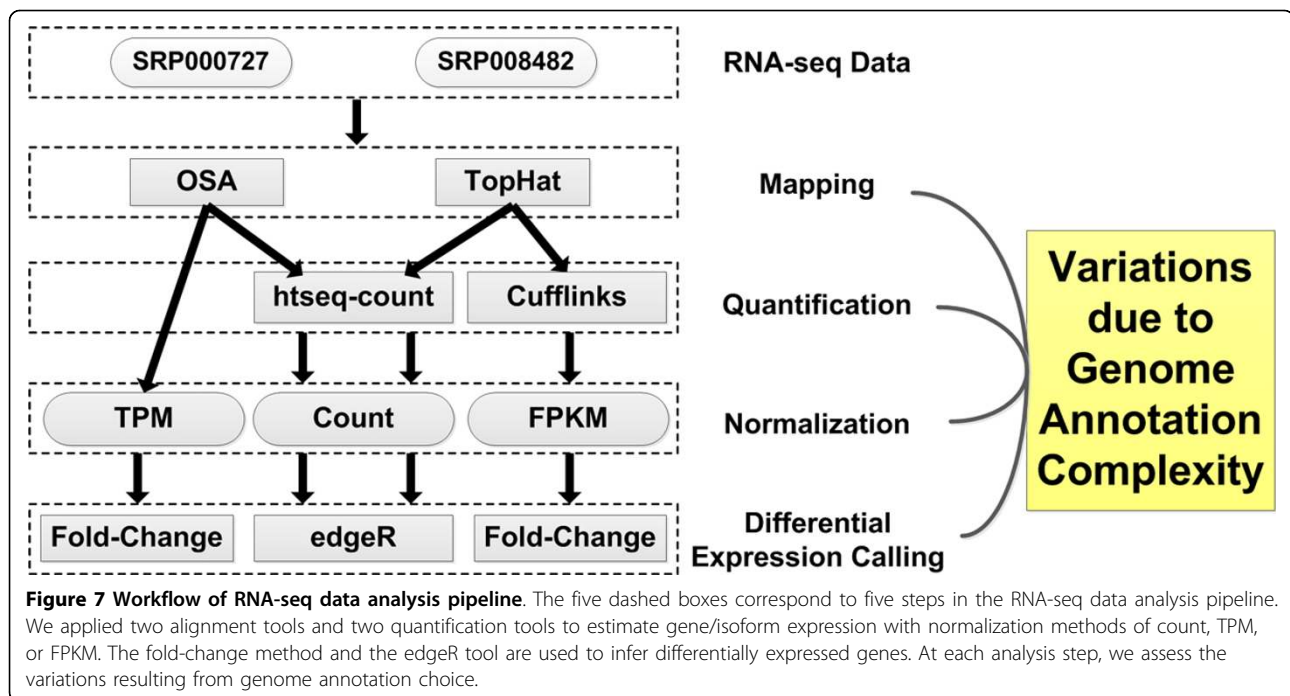 SRP000727 SRP008482 RNA-seq Data
OSA TopHat Mapping
htseq-count Cufflinks Quantification
TPM Count FPKM Normalization
Fold-Change edgeR Fold-Change Differential
Expression Calling
Variations
due to
Genome
Annotation
Complexity
Figure 7 Workflow of RNA-seq data analysis pipeline. The five dashed boxes correspond to five steps in the RNA-seq data analysis pipeline.
We applied two alignment tools and two quantification tools to estimate gene/isoform expression with normalization methods of count, TPM,
or FPKM. The fold-change method and the edgeR tool are used to infer differentially expressed genes. At each analysis step, we assess the
variations resulting from genome annotation choice.